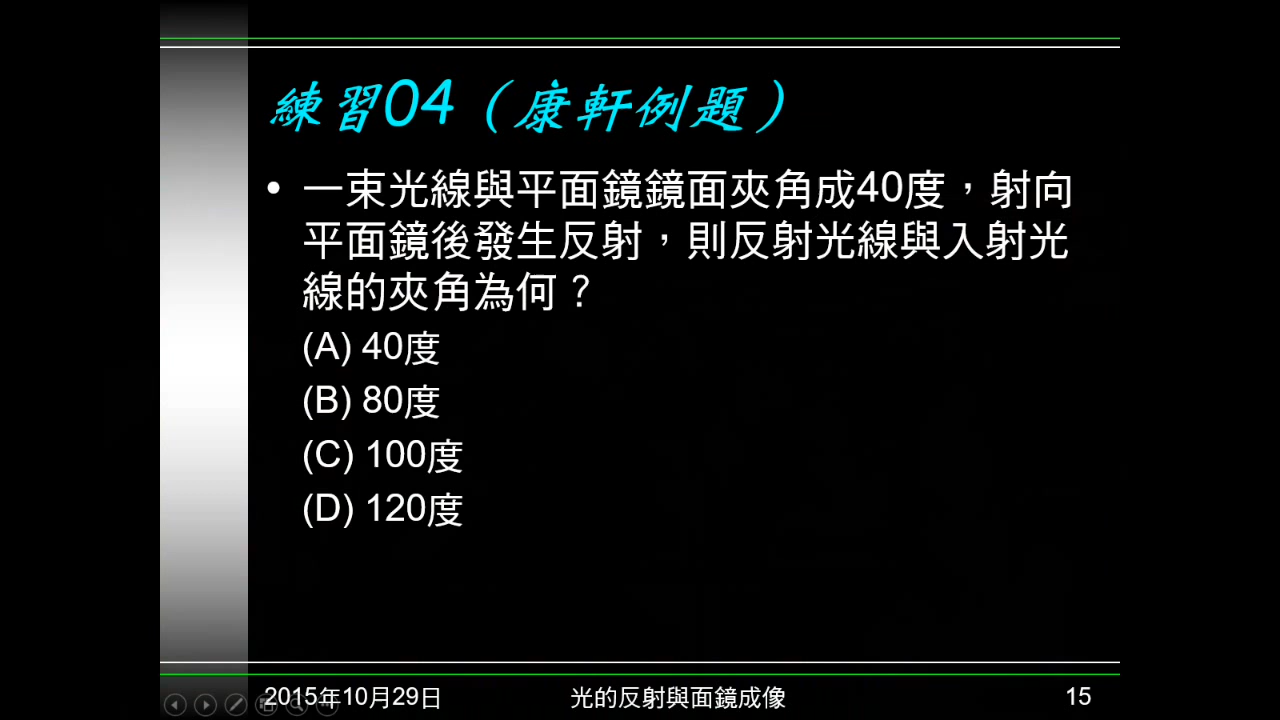 練習04（康軒例題）
• 一束光線與平面鏡鏡面夾角成40度，射向
平面鏡後發生反射，則反射光線與入射光
線的夾角為何？
(A) 40度
(B) 80度
(C) 100度
(D) 120度
2015年10月29日 光的反射與面鏡成像 15